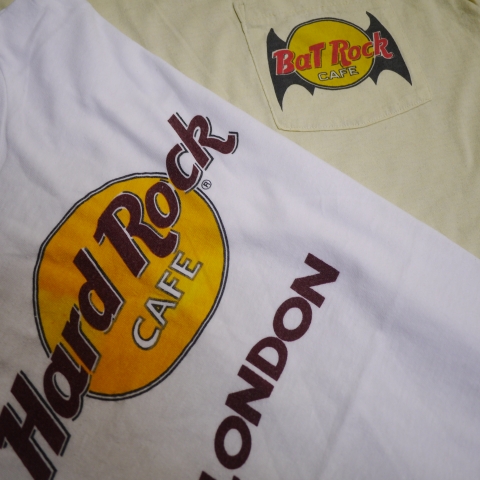 BaT Rock
CAFE
Hard Rock
®
CAFE
LONDON